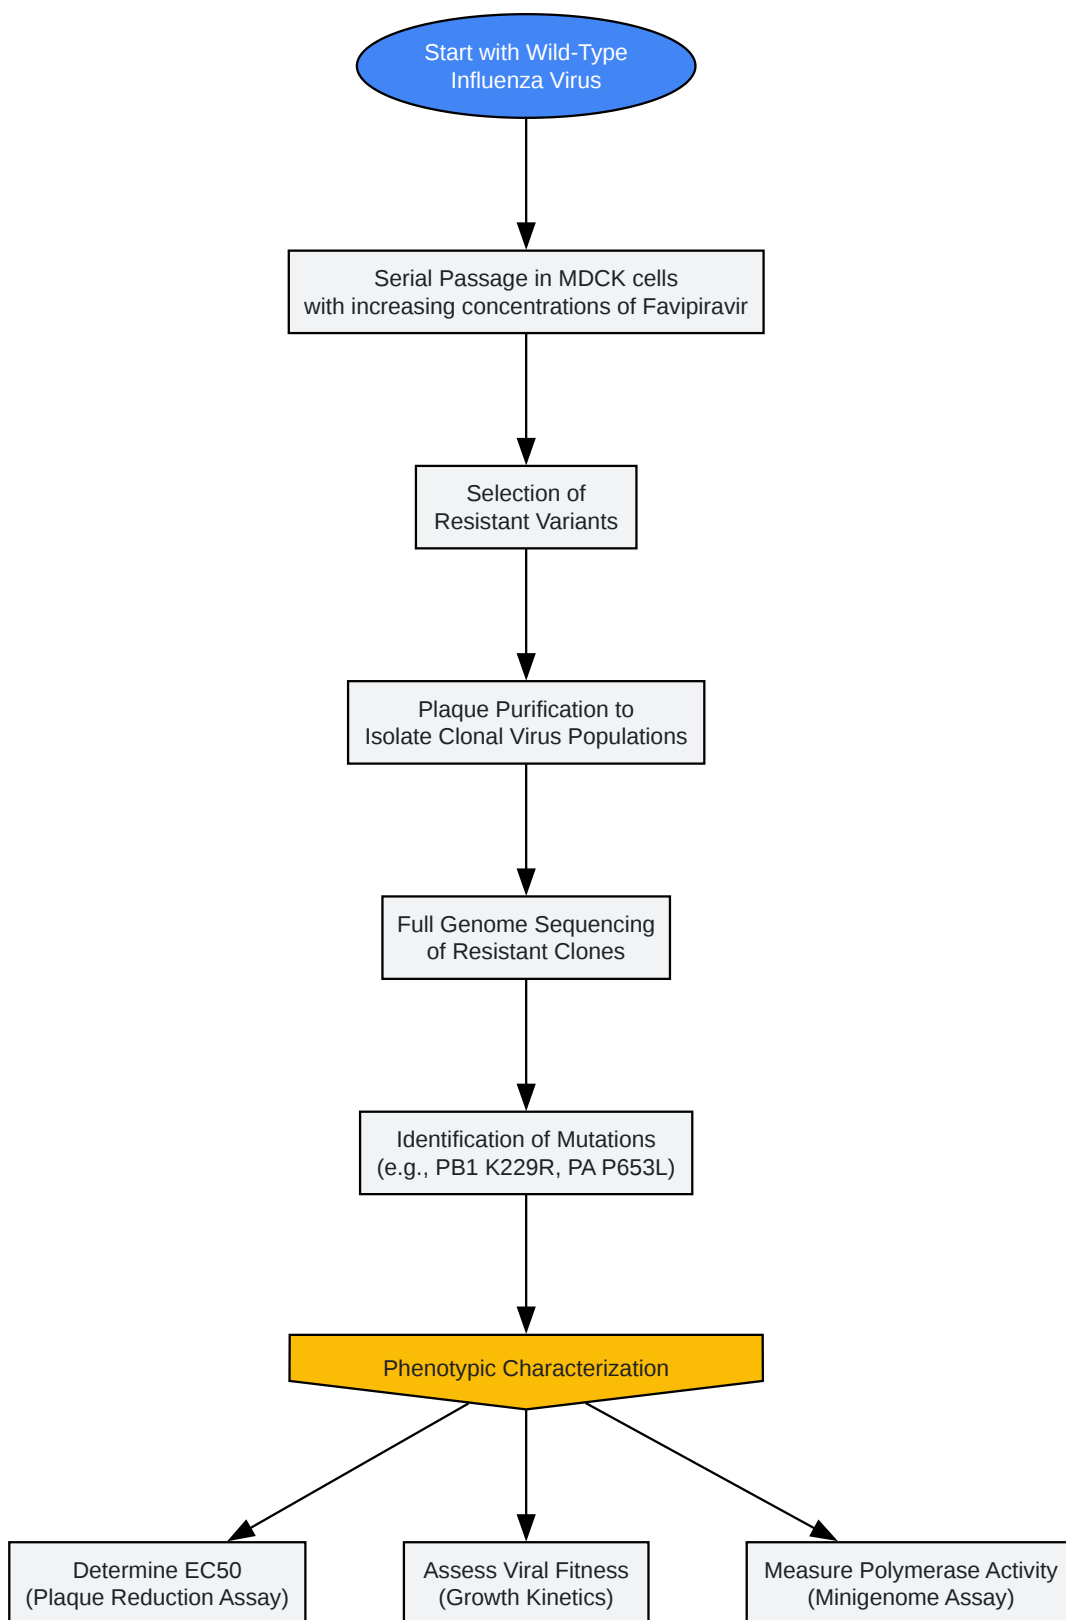 Start with Wild-Type
Influenza Virus
Serial Passage in MDCK cells
with increasing concentrations of Favipiravir
Selection of
Resistant Variants
Plaque Purification to
Isolate Clonal Virus Populations
Full Genome Sequencing
of Resistant Clones
Identification of Mutations
(e.g., PB1 K229R, PA P653L)
Phenotypic Characterization
Determine EC50
(Plaque Reduction Assay)
Assess Viral Fitness
(Growth Kinetics)
Measure Polymerase Activity
(Minigenome Assay)